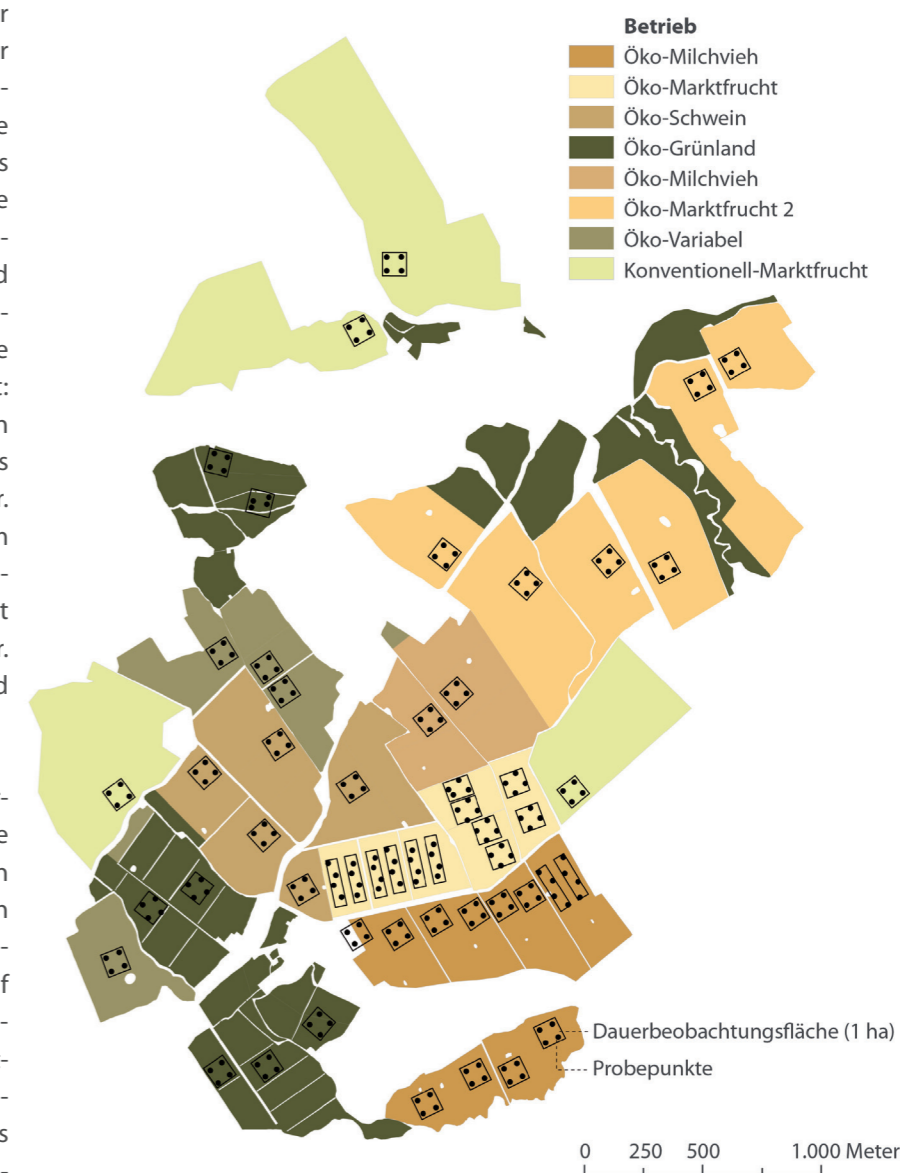 r
r
-
e
s
e
-
d
-
e
t:
n
s
r.
n
-
t
r.
d
-
e
n
n
-
f
-
-
-
s
-
Betrieb
Öko-Milchvieh
Öko-Marktfrucht
Öko-Schwein
Öko-Grünland
Öko-Milchvieh
Öko-Marktfrucht 2
Öko-Variabel
Konventionell-Marktfrucht
Dauerbeobachtungsfläche (1 ha)
Probepunkte
0 250 500 1.000 Meter